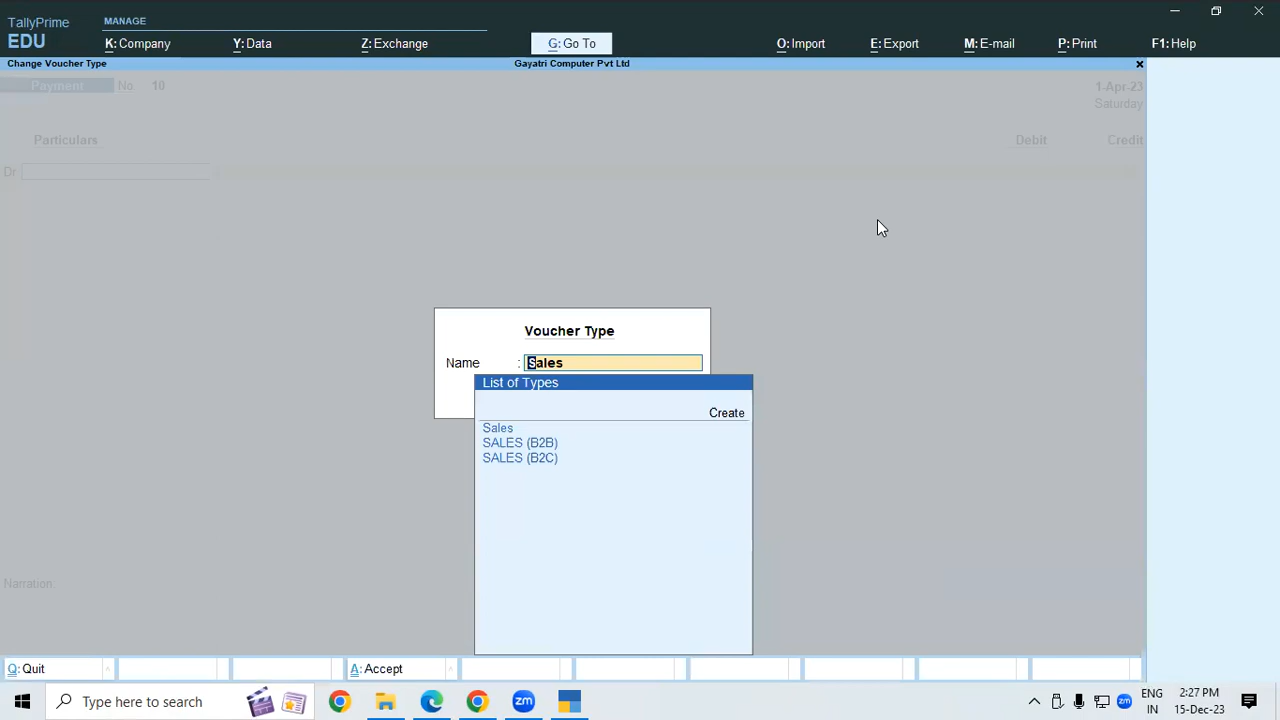 TallyPrime
EDU
MANAGE
K: Company
Y: Data
Z: Exchange
G: Go To
O: Import
E: Export
M: E-mail
P: Print
F1: Help
Change Voucher Type
Gayatri Computer Pvt Ltd
×
Payment No. 10
1-Apr-23
Saturday
Particulars
Debit
Credit
Dr
Voucher Type
Name : Sales
List of Types
Create
Sales
SALES (B2B)
SALES (B2C)
Narration
Q: Quit
A: Accept
Type here to search
zm
zm
ENG
IN
2:27 PM
15-Dec-23